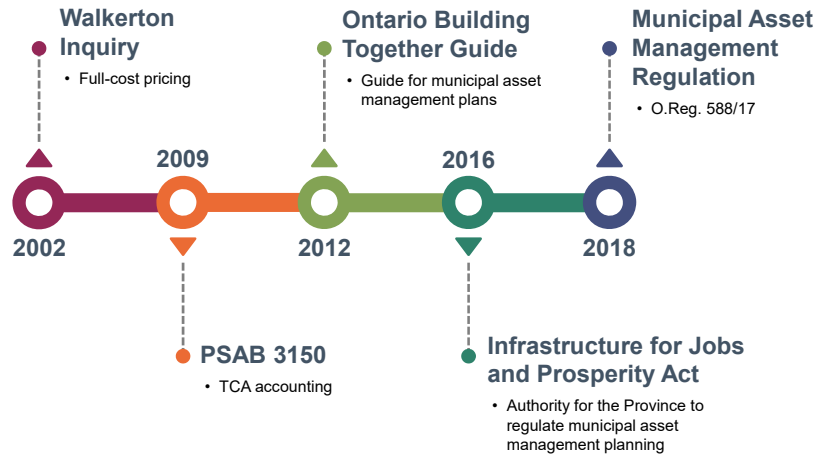 Walkerton
Inquiry
• Full-cost pricing
Ontario Building
Together Guide
• Guide for municipal asset
management plans
Municipal Asset
Management
Regulation
• O.Reg. 588/17
2009
2016
2002
2012
2018
PSAB 3150
• TCA accounting
Infrastructure for Jobs
and Prosperity Act
• Authority for the Province to
regulate municipal asset
management planning